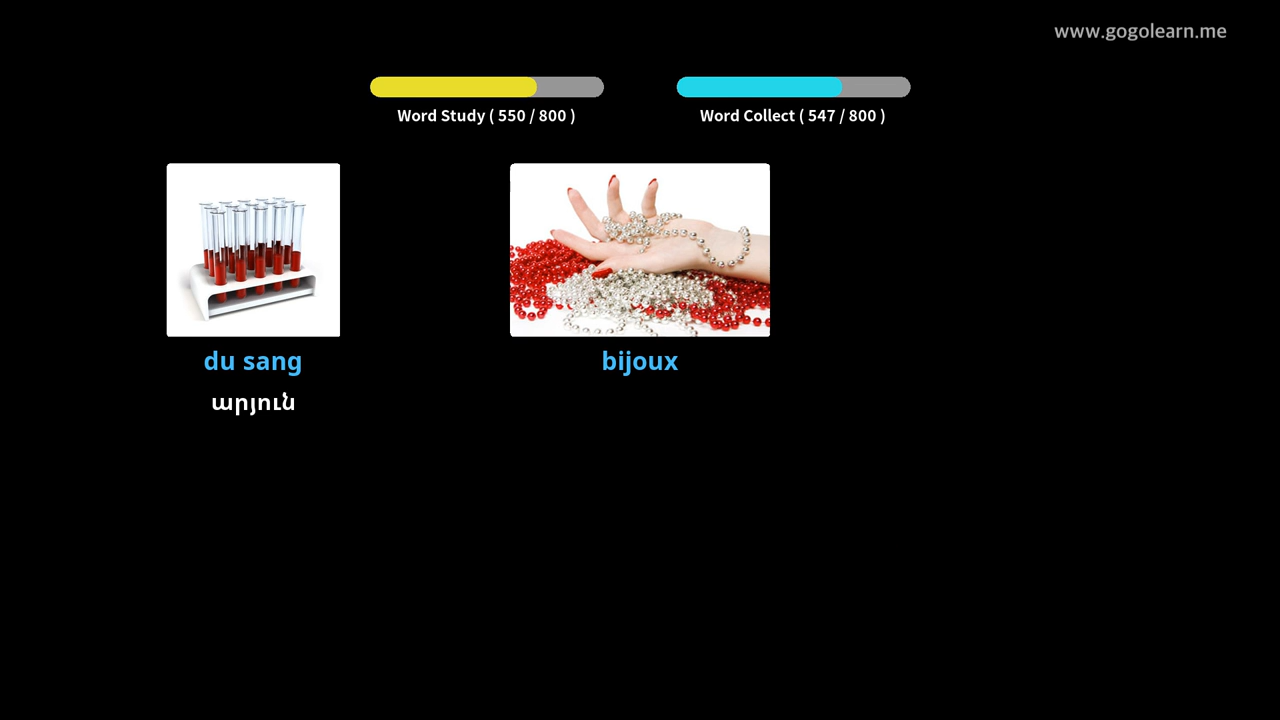 www.gogolearn.me
Word Study ( 550 / 800 )
Word Collect ( 547 / 800 )
du sang
bijoux
արյուն